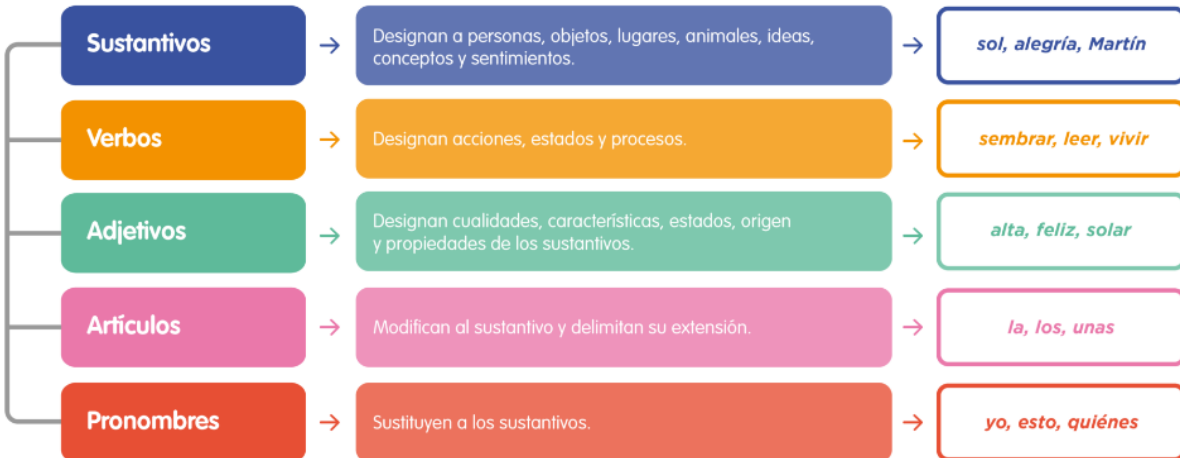 Sustantivos
Designan a personas, objetos, lugares, animales, ideas,
conceptos y sentimientos.
sol, alegría, Martín
Verbos
Designan acciones, estados y procesos.
sembrar, leer, vivir
Adjetivos
Designan cualidades, características, estados, origen
y propiedades de los sustantivos.
alta, feliz, solar
Artículos
Modifican al sustantivo y delimitan su extensión.
la, los, unas
Pronombres
Sustituyen a los sustantivos.
yo, esto, quiénes